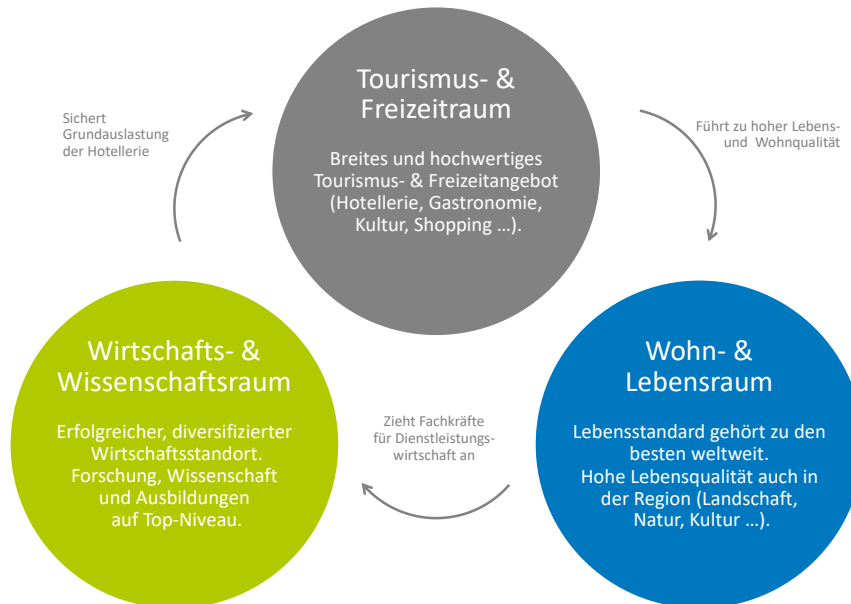 Tourismus- &
Freizeitraum
Breites und hochwertiges
Tourismus- & Freizeitangebot
(Hotellerie, Gastronomie,
Kultur, Shopping …).
Sichert
Grundauslastung
der Hotellerie
Führt zu hoher Lebens-
und Wohnqualität
Wirtschafts- &
Wissenschaftsraum
Erfolgreicher, diversifizierter
Wirtschaftsstandort.
Forschung, Wissenschaft
und Ausbildungen
auf Top-Niveau.
Zieht Fachkräfte
für Dienstleistungs-
wirtschaft an
Wohn- &
Lebensraum
Lebensstandard gehört zu den
besten weltweit.
Hohe Lebensqualität auch in
der Region (Landschaft,
Natur, Kultur …).